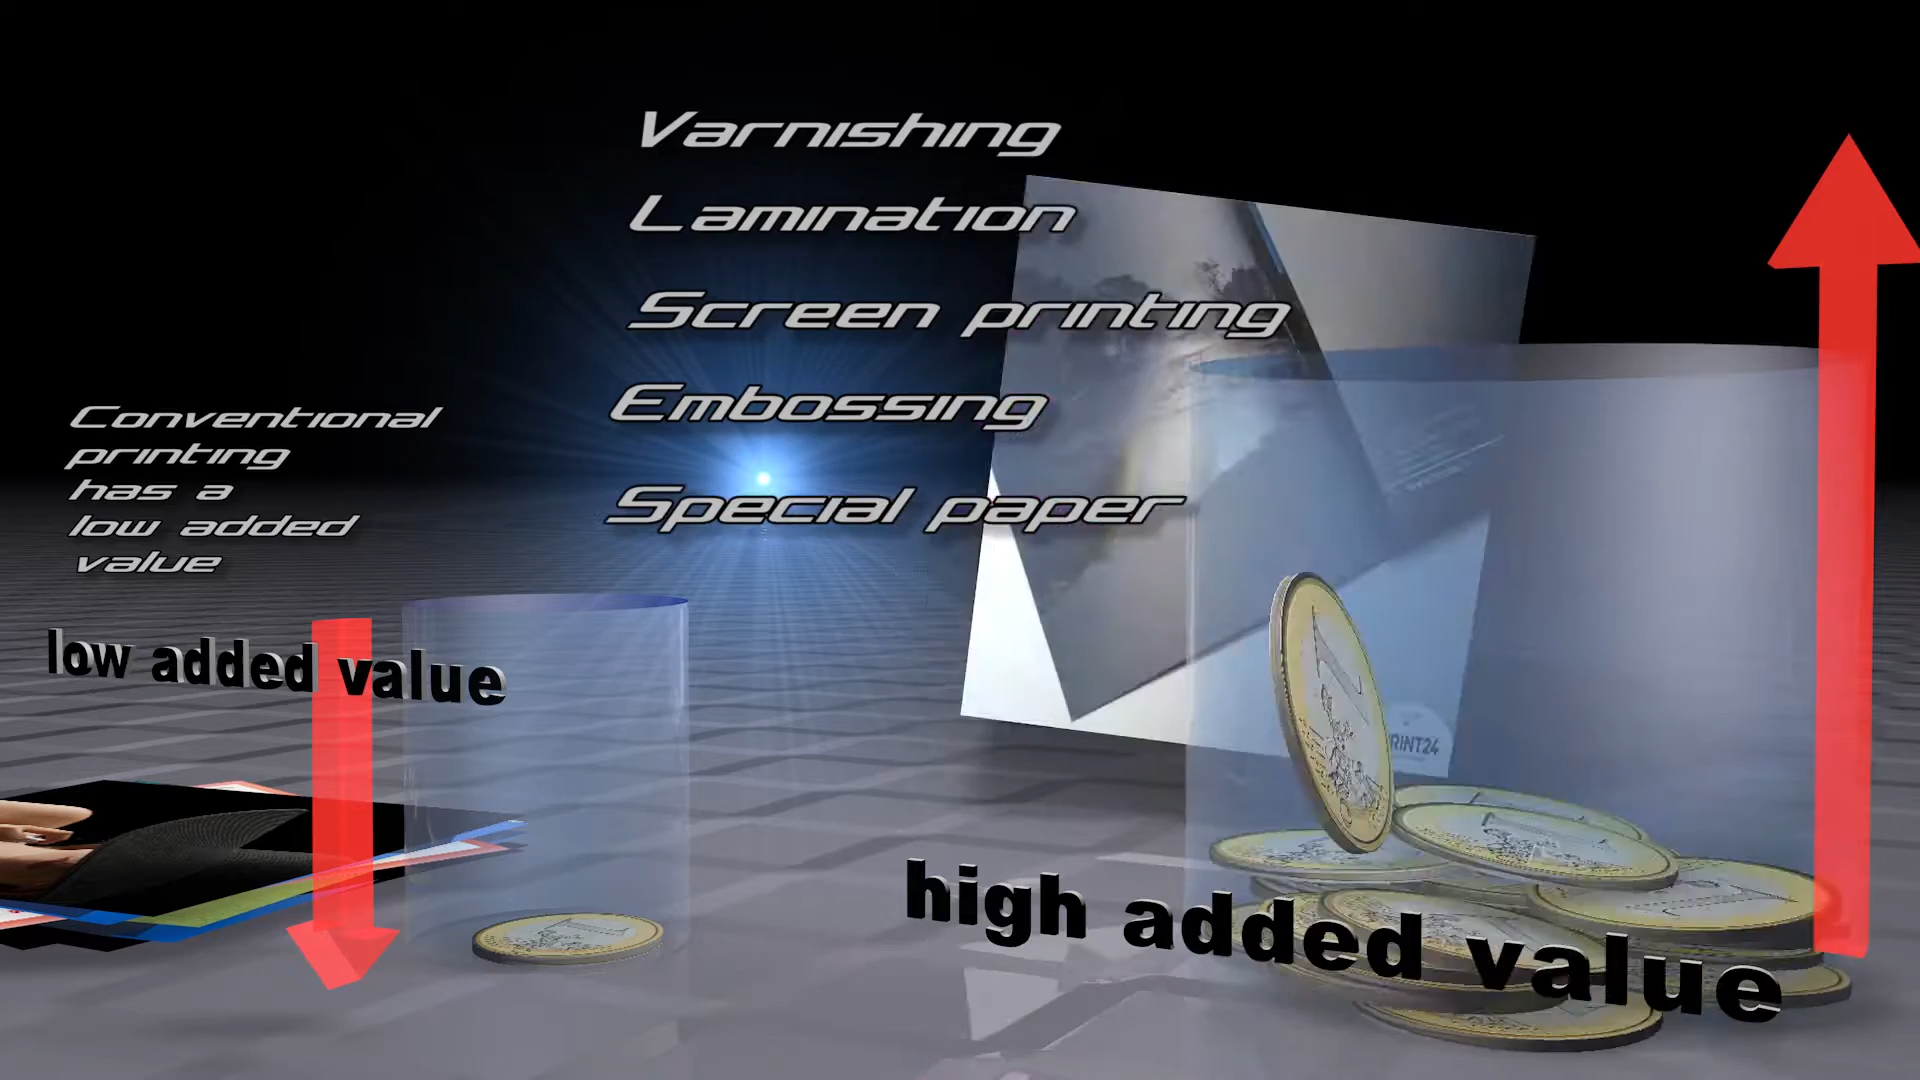 Varnishing
Lamination
Screen printing
Embossing
Special paper
Conventional
printing
has a
low added
value
low added value
high added value
RINT24